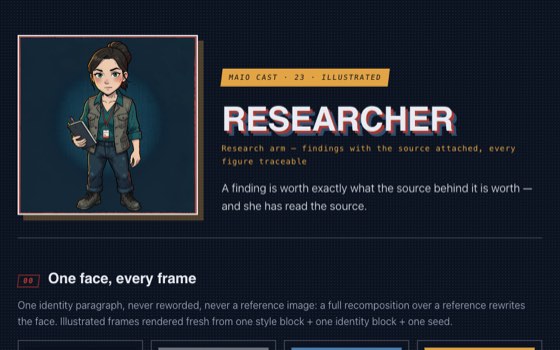 MAIO CAST · 23 · ILLUSTRATED
RESEARCHER
Research arm — findings with the source attached, every
figure traceable
A finding is worth exactly what the source behind it is worth —
and she has read the source.
00 One face, every frame
One identity paragraph, never reworded, never a reference image: a full recomposition over a reference rewrites
the face. Illustrated frames rendered fresh from one style block + one identity block + one seed.